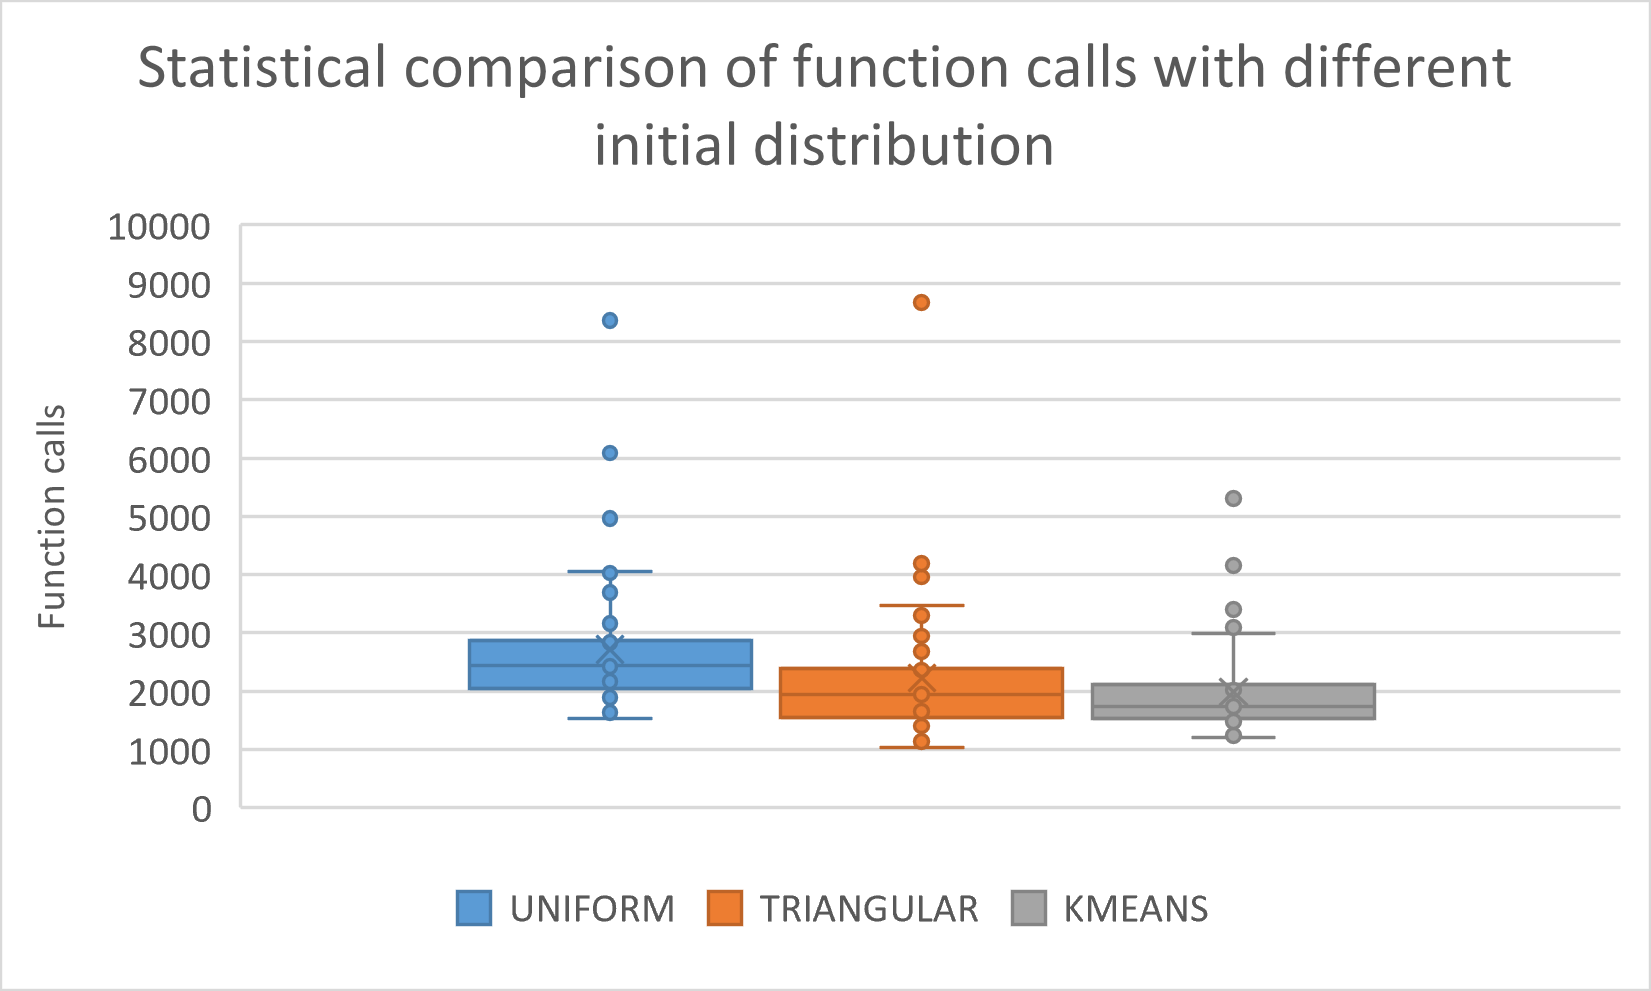 Statistical comparison of function calls with different
initial distribution
10000
9000
8000
7000
6000
5000
4000
3000
2000
1000
0
Function calls
UNIFORM
TRIANGULAR
KMEANS